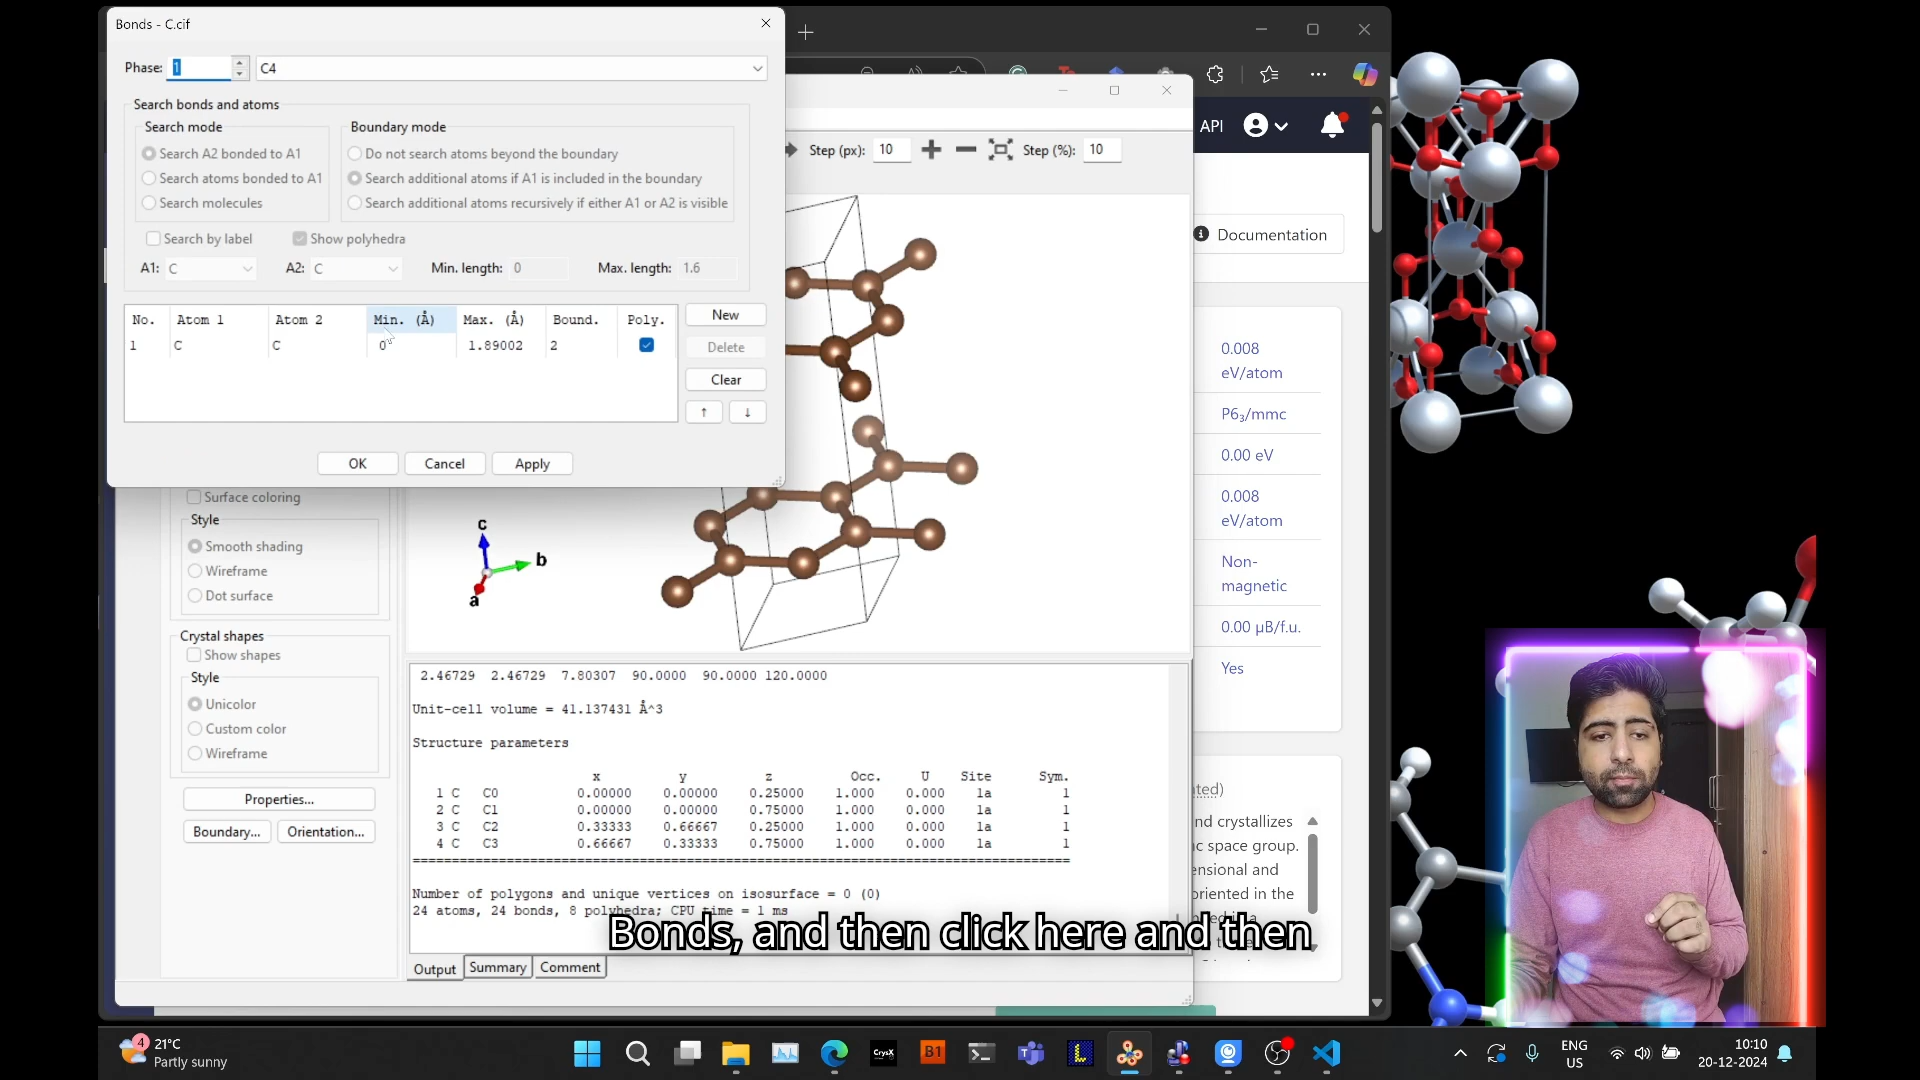 Bonds - C.cif
Phase: 1 C4
Search bonds and atoms
Search mode
Search A2 bonded to A1
Search atoms bonded to A1
Search molecules
Boundary mode
Do not search atoms beyond the boundary
Search additional atoms if A1 is included in the boundary
Search additional atoms recursively if either A1 or A2 is visible
Search by label
Show polyhedra
A1: C A2: C Min. length: 0 Max. length: 1.6
No. Atom 1 Atom 2 Min. (Å) Max. (Å) Bound. Poly.
1 C C 0 1.89002 2
New
Delete
Clear
↑ ↓
OK Cancel Apply
Step (px): 10 Step (%): 10
API
Documentation
0.008
eV/atom
P6₃/mmc
0.00 eV
0.008
eV/atom
Non-
magnetic
0.00 µB/f.u.
Yes
Surface coloring
Style
Smooth shading
Wireframe
Dot surface
Crystal shapes
Show shapes
Style
Unicolor
Custom color
Wireframe
Properties...
Boundary... Orientation...
c
b
a
2.46729 2.46729 7.80307 90.0000 90.0000 120.0000
Unit-cell volume = 41.137431 Å^3
Structure parameters
x y z Occ. U Site Sym.
1 C C0 0.00000 0.00000 0.25000 1.000 0.000 1a 1
2 C C1 0.00000 0.00000 0.75000 1.000 0.000 1a 1
3 C C2 0.33333 0.66667 0.25000 1.000 0.000 1a 1
4 C C3 0.66667 0.33333 0.75000 1.000 0.000 1a 1
Number of polygons and unique vertices on isosurface = 0 (0)
24 atoms, 24 bonds, 8 polyhedra; CPU time = 1 ms
Output Summary Comment
ted)
nd crystallizes
ac space group.
ensional and
oriented in the
Bonds, and then click here and then
4
21°C
Partly sunny
CrysX
B1
L
ENG
US
10:10
20-12-2024